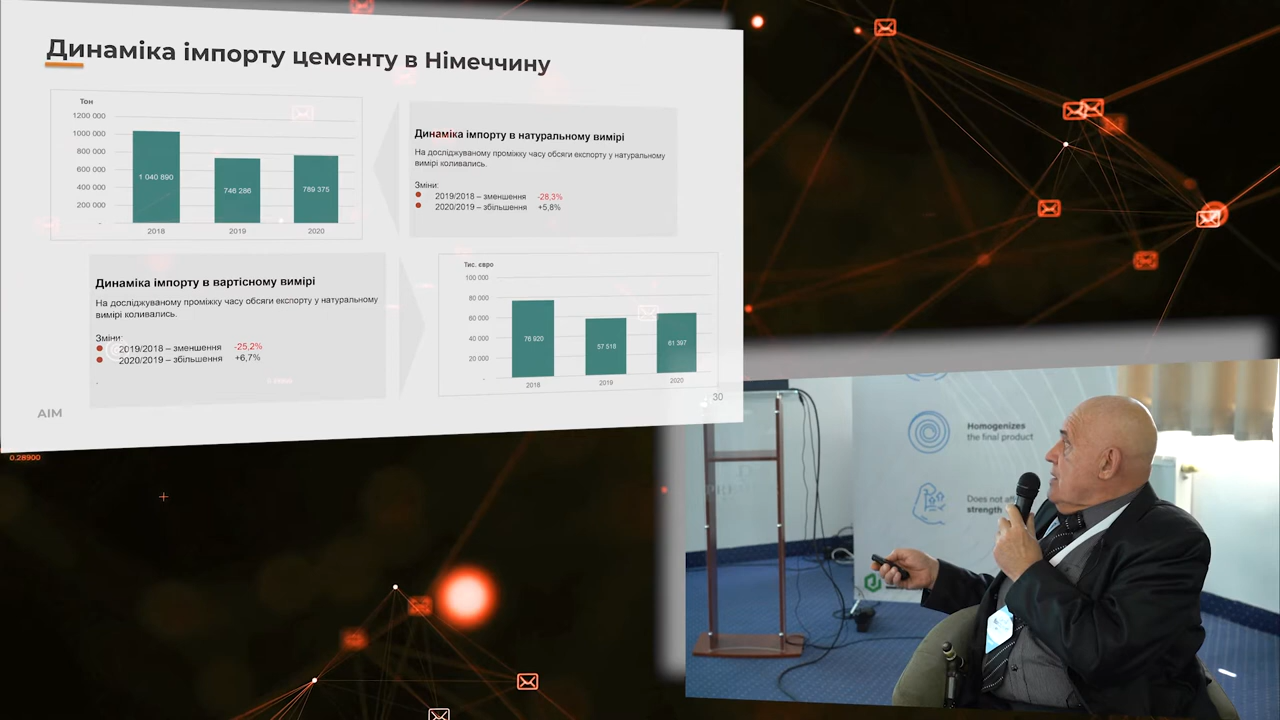 Динаміка імпорту цементу в Німеччину
Тон
1200 000
1000 000
800 000
600 000
400 000
200 000
-
1 040 890
746 286
789 375
2018
2019
2020
Динаміка імпорту в натуральному вимірі
На досліджуваному проміжку часу обсяги експорту у натуральному
вимірі коливались.
Зміни:
2019/2018 – зменшення -28,3%
2020/2019 – збільшення +5,8%
Динаміка імпорту в вартісному вимірі
На досліджуваному проміжку часу обсяги експорту у натуральному
вимірі коливались.
Зміни:
2019/2018 – зменшення -25,2%
2020/2019 – збільшення +6,7%
.
Тис. євро
100 000
80 000
60 000
40 000
20 000
-
76 920
57 518
61 397
2018
2019
2020
AIM
30
0.28900
Homogenizes
the final product
Does not
strength